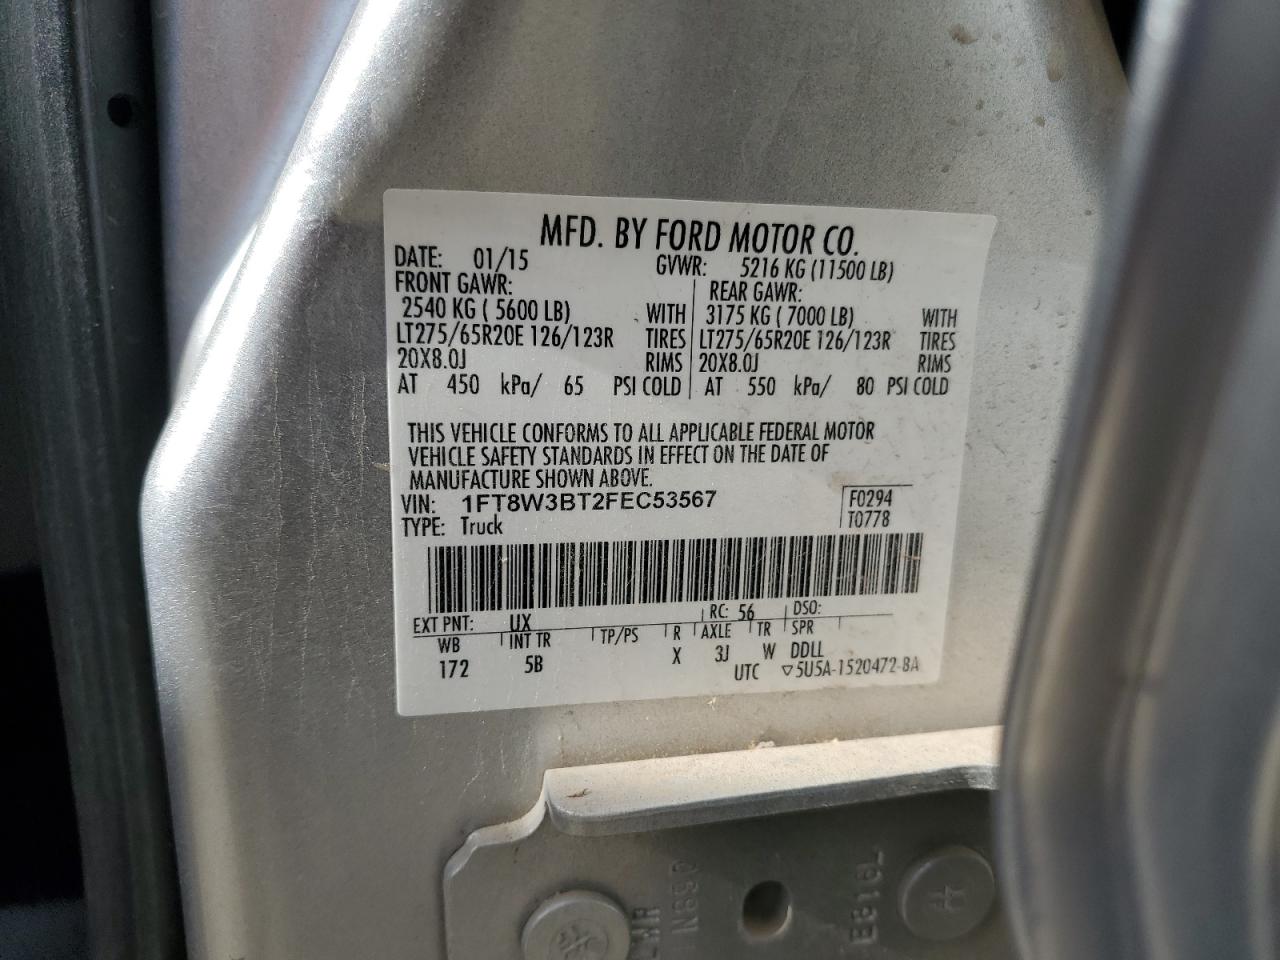 MFD. BY FORD MOTOR CO.
DATE: 01/15 GVWR: 5216 KG (11500 LB)
FRONT GAWR: REAR GAWR:
2540 KG ( 5600 LB) WITH 3175 KG ( 7000 LB) WITH
LT275/65R20E 126/123R TIRES LT275/65R20E 126/123R TIRES
20X8.0J RIMS 20X8.0J RIMS
AT 450 kPa/ 65 PSI COLD AT 550 kPa/ 80 PSI COLD
THIS VEHICLE CONFORMS TO ALL APPLICABLE FEDERAL MOTOR
VEHICLE SAFETY STANDARDS IN EFFECT ON THE DATE OF
MANUFACTURE SHOWN ABOVE.
VIN: 1FT8W3BT2FEC53567 F0294
TYPE: Truck T0778
EXT PNT: UX RC: 56 DSO:
WB INT TR TP/PS R AXLE TR SPR
172 5B X 3J W DDLL
UTC ▽5U5A-1520472-BA